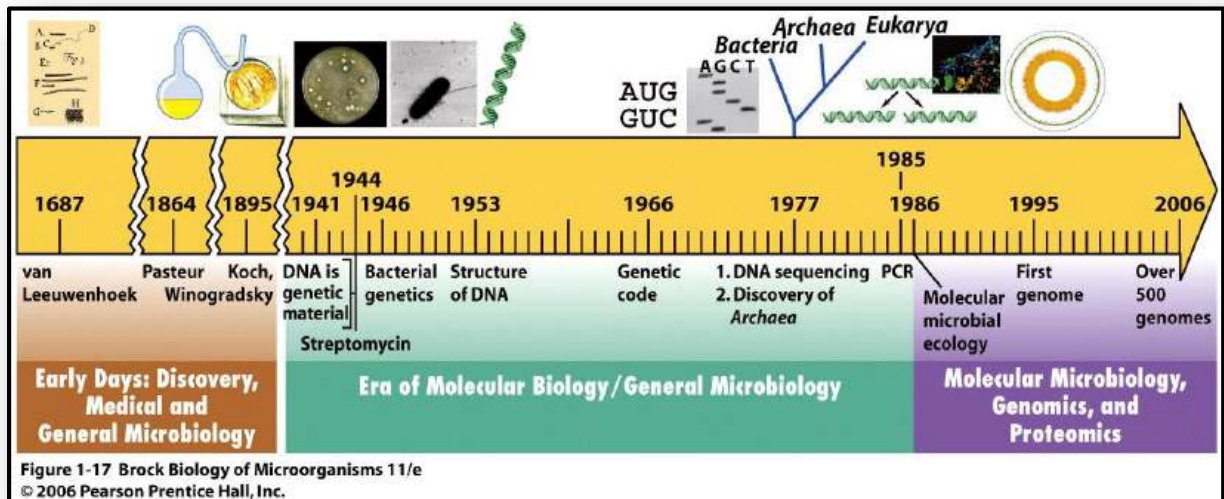 A.
B.
C.
D
E
F
G
H
Bacteria
Archaea
Eukarya
A G C T
AUG
GUC
1687
1864
1895
1941
1944
1946
1953
1966
1977
1985
1986
1995
2006
van
Leeuwenhoek
Pasteur
Koch,
Winogradsky
DNA is
genetic
material
Streptomycin
Bacterial
genetics
Structure
of DNA
Genetic
code
1. DNA sequencing
2. Discovery of
Archaea
PCR
Molecular
microbial
ecology
First
genome
Over
500
genomes
Early Days: Discovery,
Medical and
General Microbiology
Era of Molecular Biology/General Microbiology
Molecular Microbiology,
Genomics, and
Proteomics
Figure 1-17 Brock Biology of Microorganisms 11/e
© 2006 Pearson Prentice Hall, Inc.